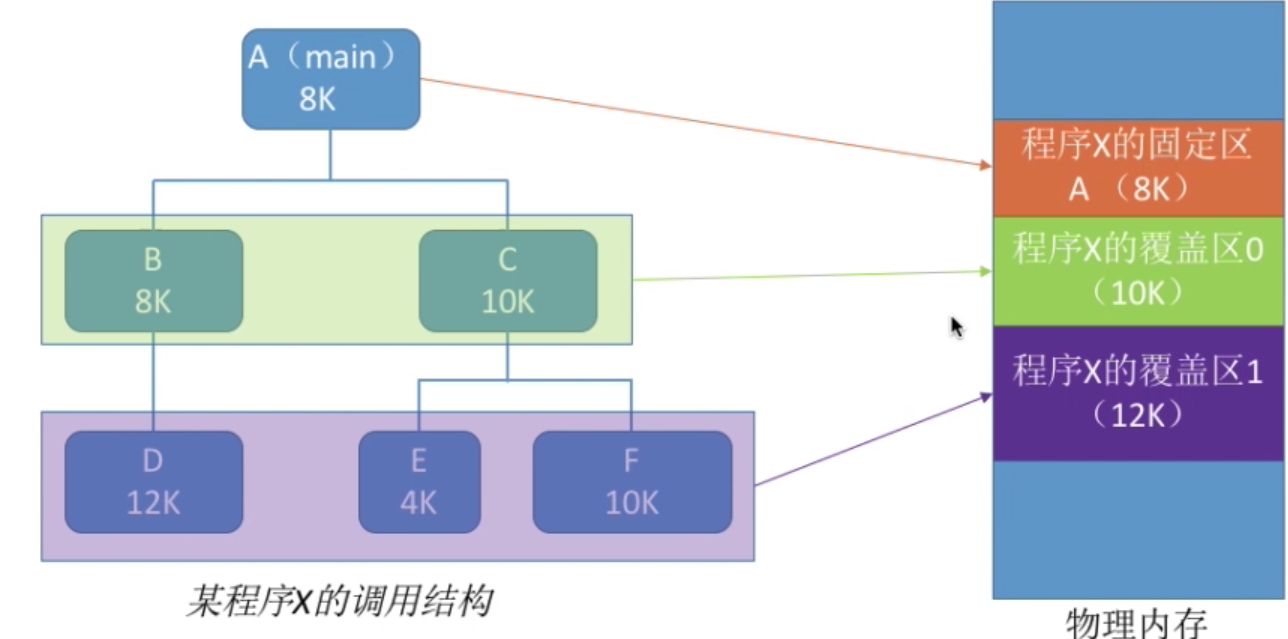 A（main）
8K
B
8K
C
10K
D
12K
E
4K
F
10K
某程序X的调用结构
程序X的固定区
A （8K）
程序X的覆盖区0
（10K）
程序X的覆盖区1
（12K）
物理内存